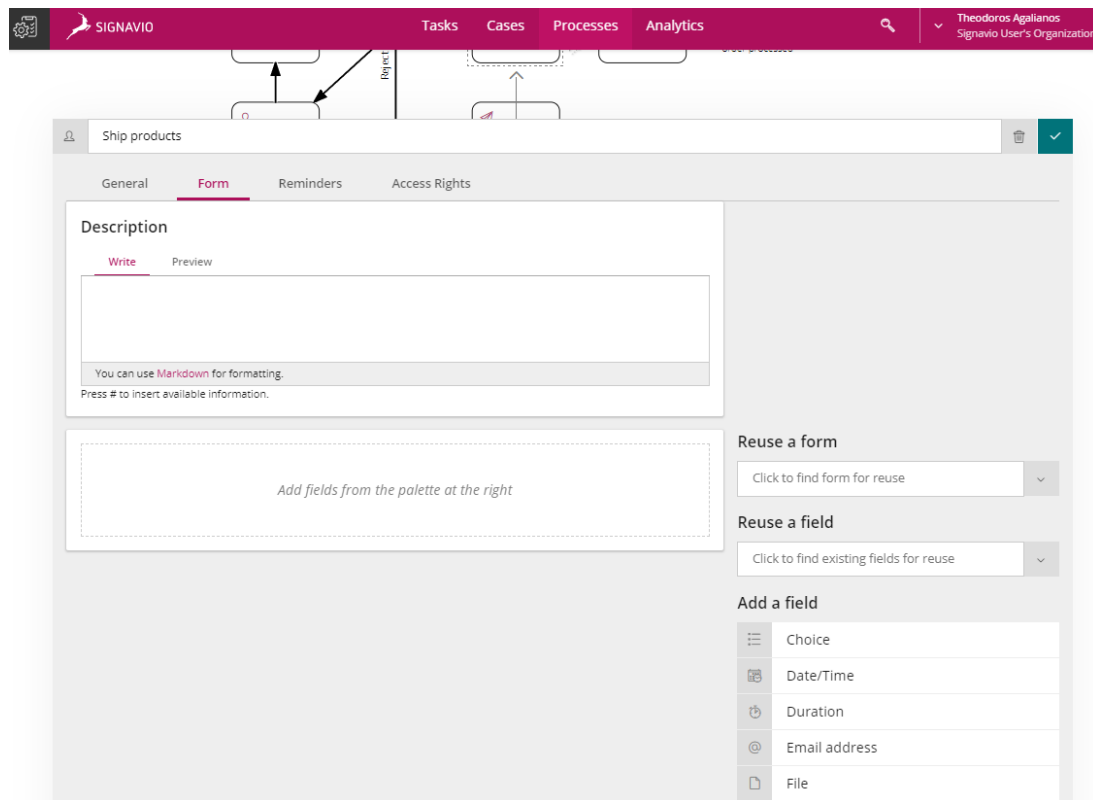 SIGNAVIO
Tasks Cases Processes Analytics
Theodoros Agalianos
Signavio User's Organization
Reject
order processed
Ship products
General Form Reminders Access Rights
Description
Write Preview
You can use Markdown for formatting.
Press # to insert available information.
Add fields from the palette at the right
Reuse a form
Click to find form for reuse
Reuse a field
Click to find existing fields for reuse
Add a field
Choice
Date/Time
Duration
@ Email address
File